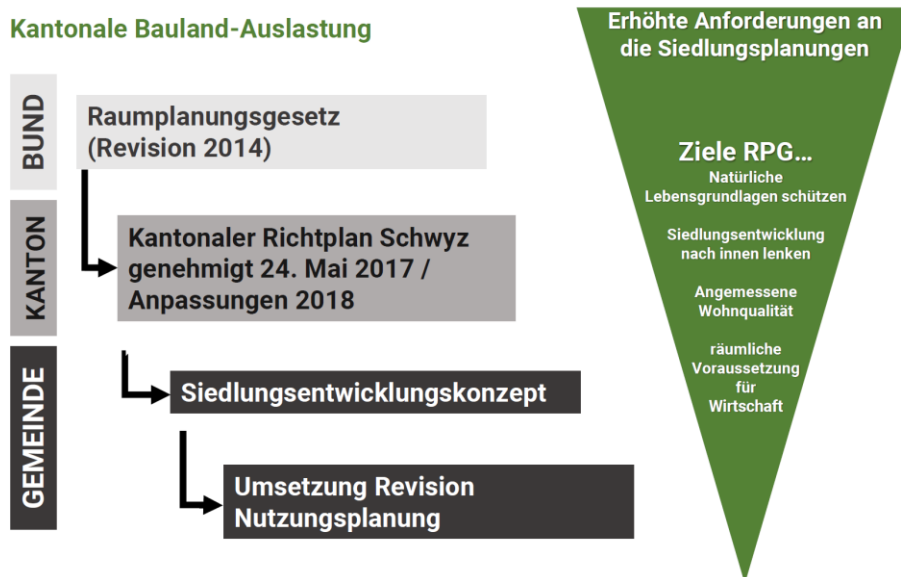 Kantonale Bauland-Auslastung
BUND
Raumplanungsgesetz
(Revision 2014)
KANTON
Kantonaler Richtplan Schwyz
genehmigt 24. Mai 2017 /
Anpassungen 2018
GEMEINDE
Siedlungsentwicklungskonzept
Umsetzung Revision
Nutzungsplanung
Erhöhte Anforderungen an
die Siedlungsplanungen
Ziele RPG...
Natürliche
Lebensgrundlagen schützen
Siedlungsentwicklung
nach innen lenken
Angemessene
Wohnqualität
räumliche
Voraussetzung
für
Wirtschaft